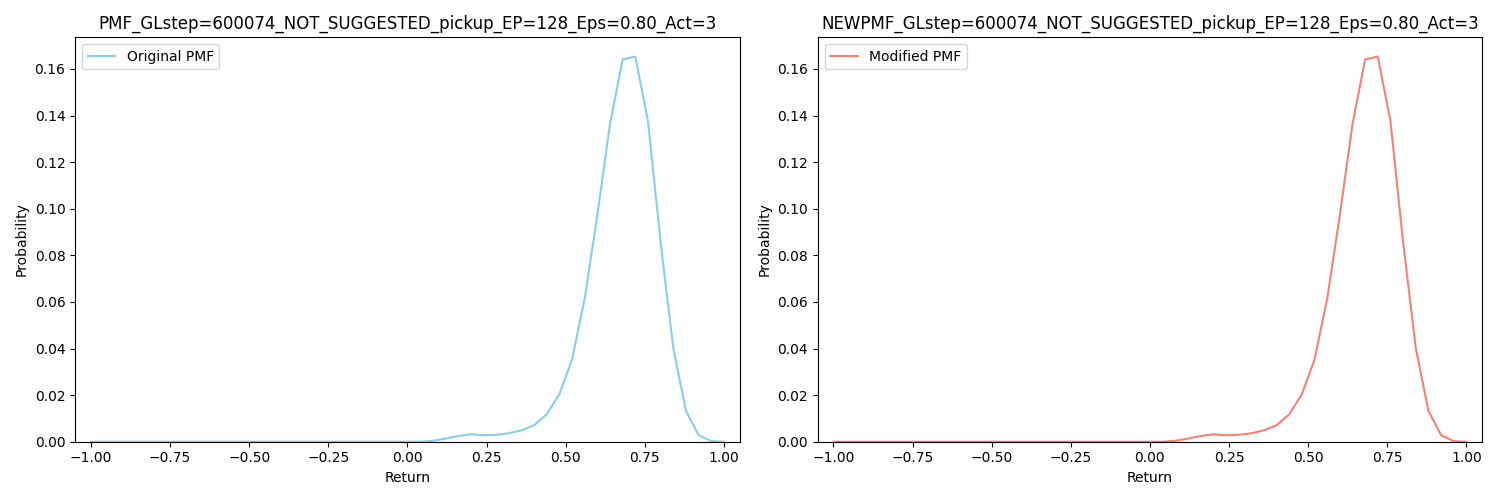 PMF_GLstep=600074_NOT_SUGGESTED_pickup_EP=128_Eps=0.80_Act=3
Original PMF
Probability
0.16
0.14
0.12
0.10
0.08
0.06
0.04
0.02
0.00
−1.00 −0.75 −0.50 −0.25 0.00 0.25 0.50 0.75 1.00
Return
NEWPMF_GLstep=600074_NOT_SUGGESTED_pickup_EP=128_Eps=0.80_Act=3
Modified PMF
Probability
0.16
0.14
0.12
0.10
0.08
0.06
0.04
0.02
0.00
−1.00 −0.75 −0.50 −0.25 0.00 0.25 0.50 0.75 1.00
Return